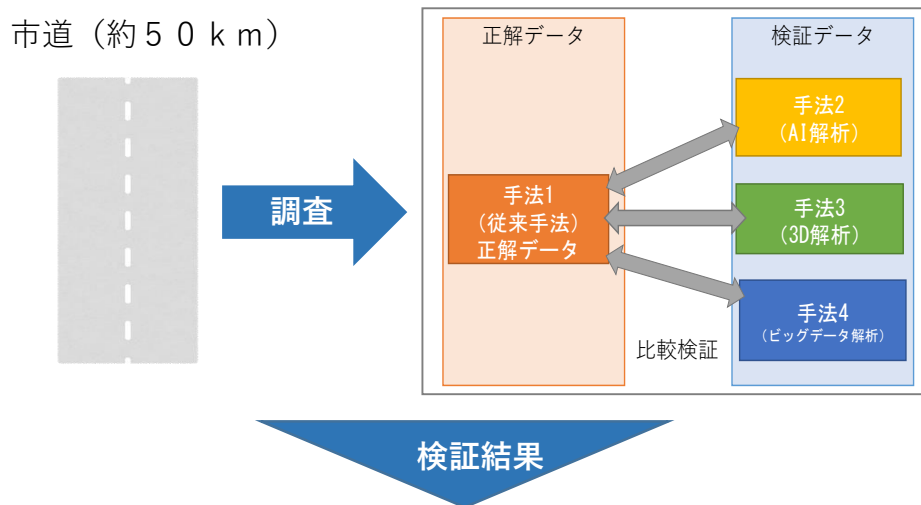 市道（約５０ｋｍ）
調査
正解データ
手法1
（従来手法）
正解データ
検証データ
手法2
（AI解析）
手法3
（3D解析）
手法4
（ビッグデータ解析）
比較検証
検証結果